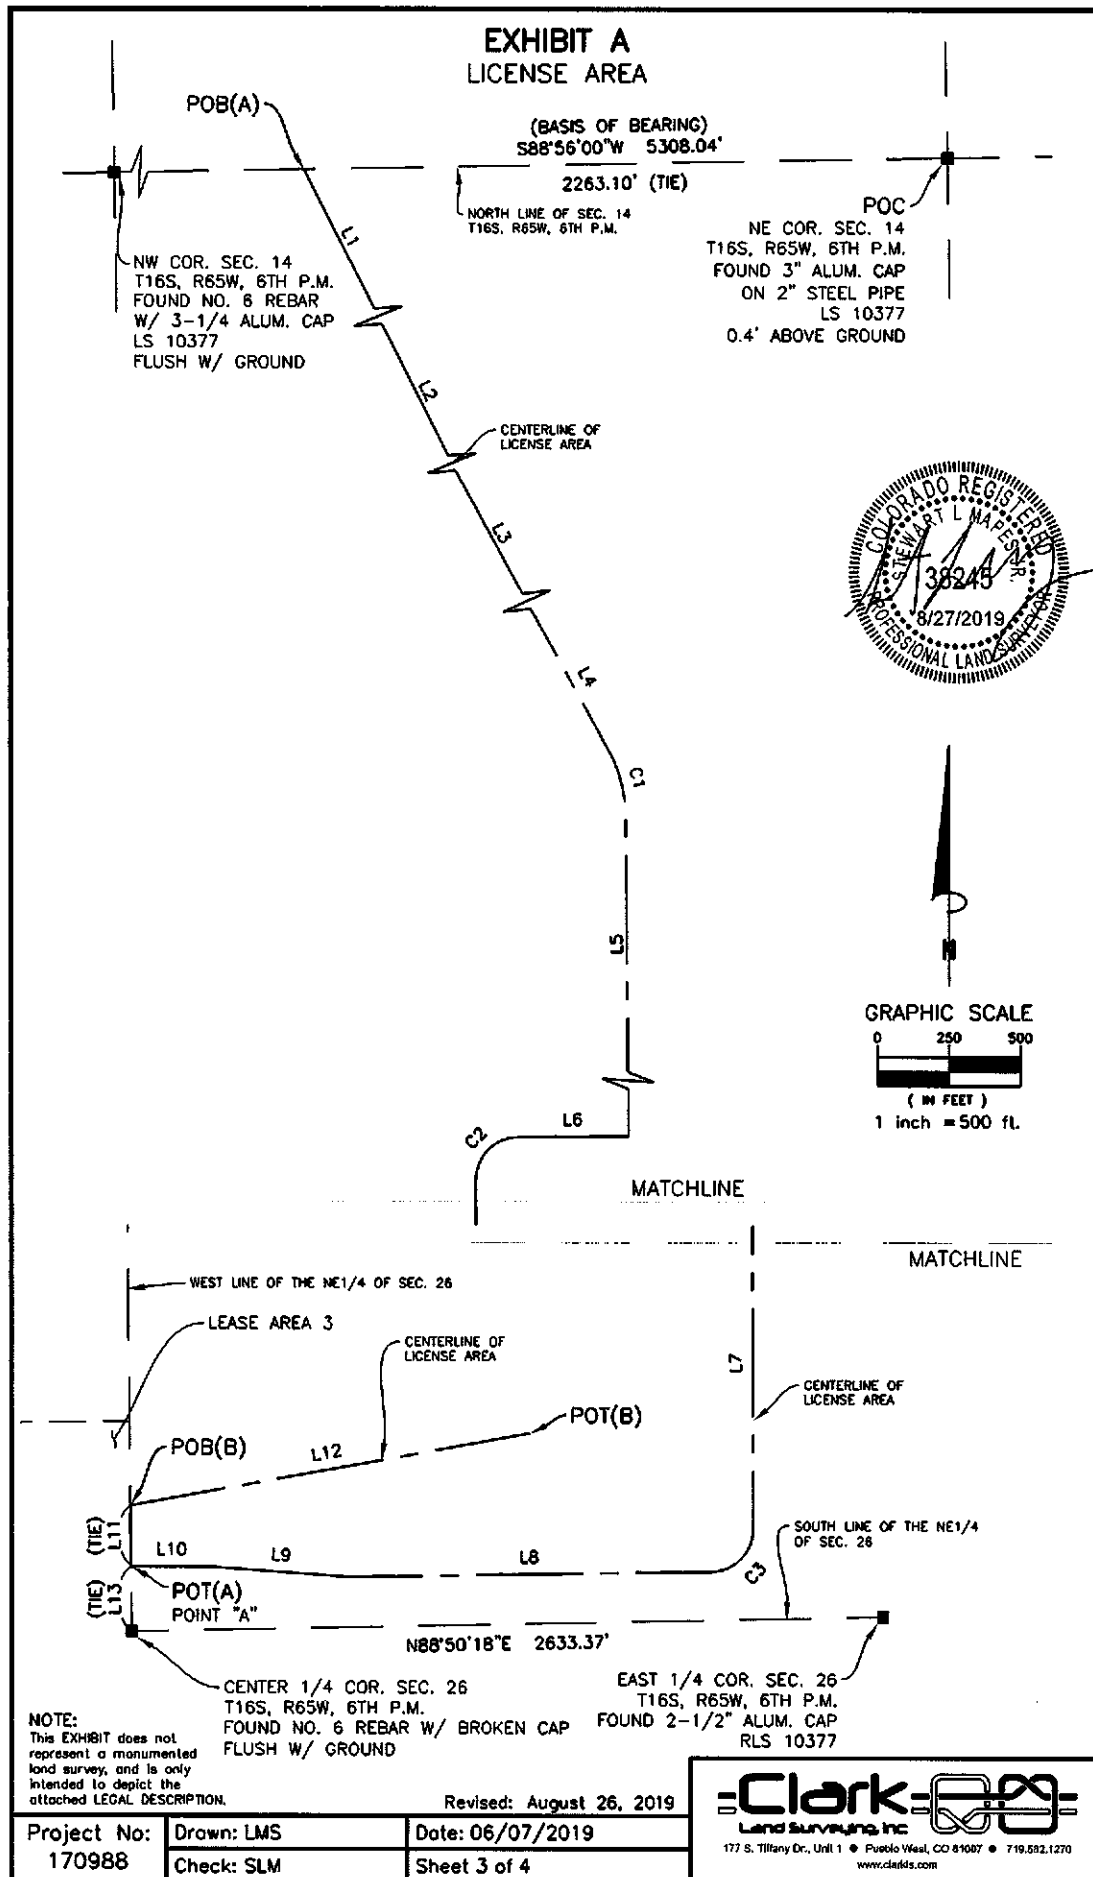 EXHIBIT A
LICENSE AREA
POB(A)
(BASIS OF BEARING)
S88°56'00"W 5308.04'
2263.10' (TIE)
NORTH LINE OF SEC. 14
T16S, R65W, 6TH P.M.
POC
NE COR. SEC. 14
T16S, R65W, 6TH P.M.
FOUND 3" ALUM. CAP
ON 2" STEEL PIPE
LS 10377
0.4' ABOVE GROUND
NW COR. SEC. 14
T16S, R65W, 6TH P.M.
FOUND NO. 6 REBAR
W/ 3-1/4 ALUM. CAP
LS 10377
FLUSH W/ GROUND
L1
L2
CENTERLINE OF
LICENSE AREA
L3
COLORADO REGISTERED
STEWART L MAPES JR.
38245
8/27/2019
PROFESSIONAL LAND SURVEYOR
L4
C1
L5
N
GRAPHIC SCALE
0 250 500
( IN FEET )
1 inch = 500 ft.
L6
C2
MATCHLINE
MATCHLINE
WEST LINE OF THE NE1/4 OF SEC. 26
LEASE AREA 3
CENTERLINE OF
LICENSE AREA
L7
CENTERLINE OF
LICENSE AREA
POT(B)
POB(B)
L12
(TIE)
L11
SOUTH LINE OF THE NE1/4
OF SEC. 26
L10
L9
L8
C3
(TIE)
L13
POT(A)
POINT "A"
N88°50'18"E 2633.37'
CENTER 1/4 COR. SEC. 26
T16S, R65W, 6TH P.M.
FOUND NO. 6 REBAR W/ BROKEN CAP
FLUSH W/ GROUND
EAST 1/4 COR. SEC. 26
T16S, R65W, 6TH P.M.
FOUND 2-1/2" ALUM. CAP
RLS 10377
NOTE:
This EXHIBIT does not
represent a monumented
land survey, and is only
intended to depict the
attached LEGAL DESCRIPTION.
Revised: August 26, 2019
Project No:
170988
Drawn: LMS
Check: SLM
Date: 06/07/2019
Sheet 3 of 4
Clark
Land Surveying, Inc
177 S. Tiffany Dr., Unit 1 ● Pueblo West, CO 81007 ● 719.582.1270
www.clarkls.com